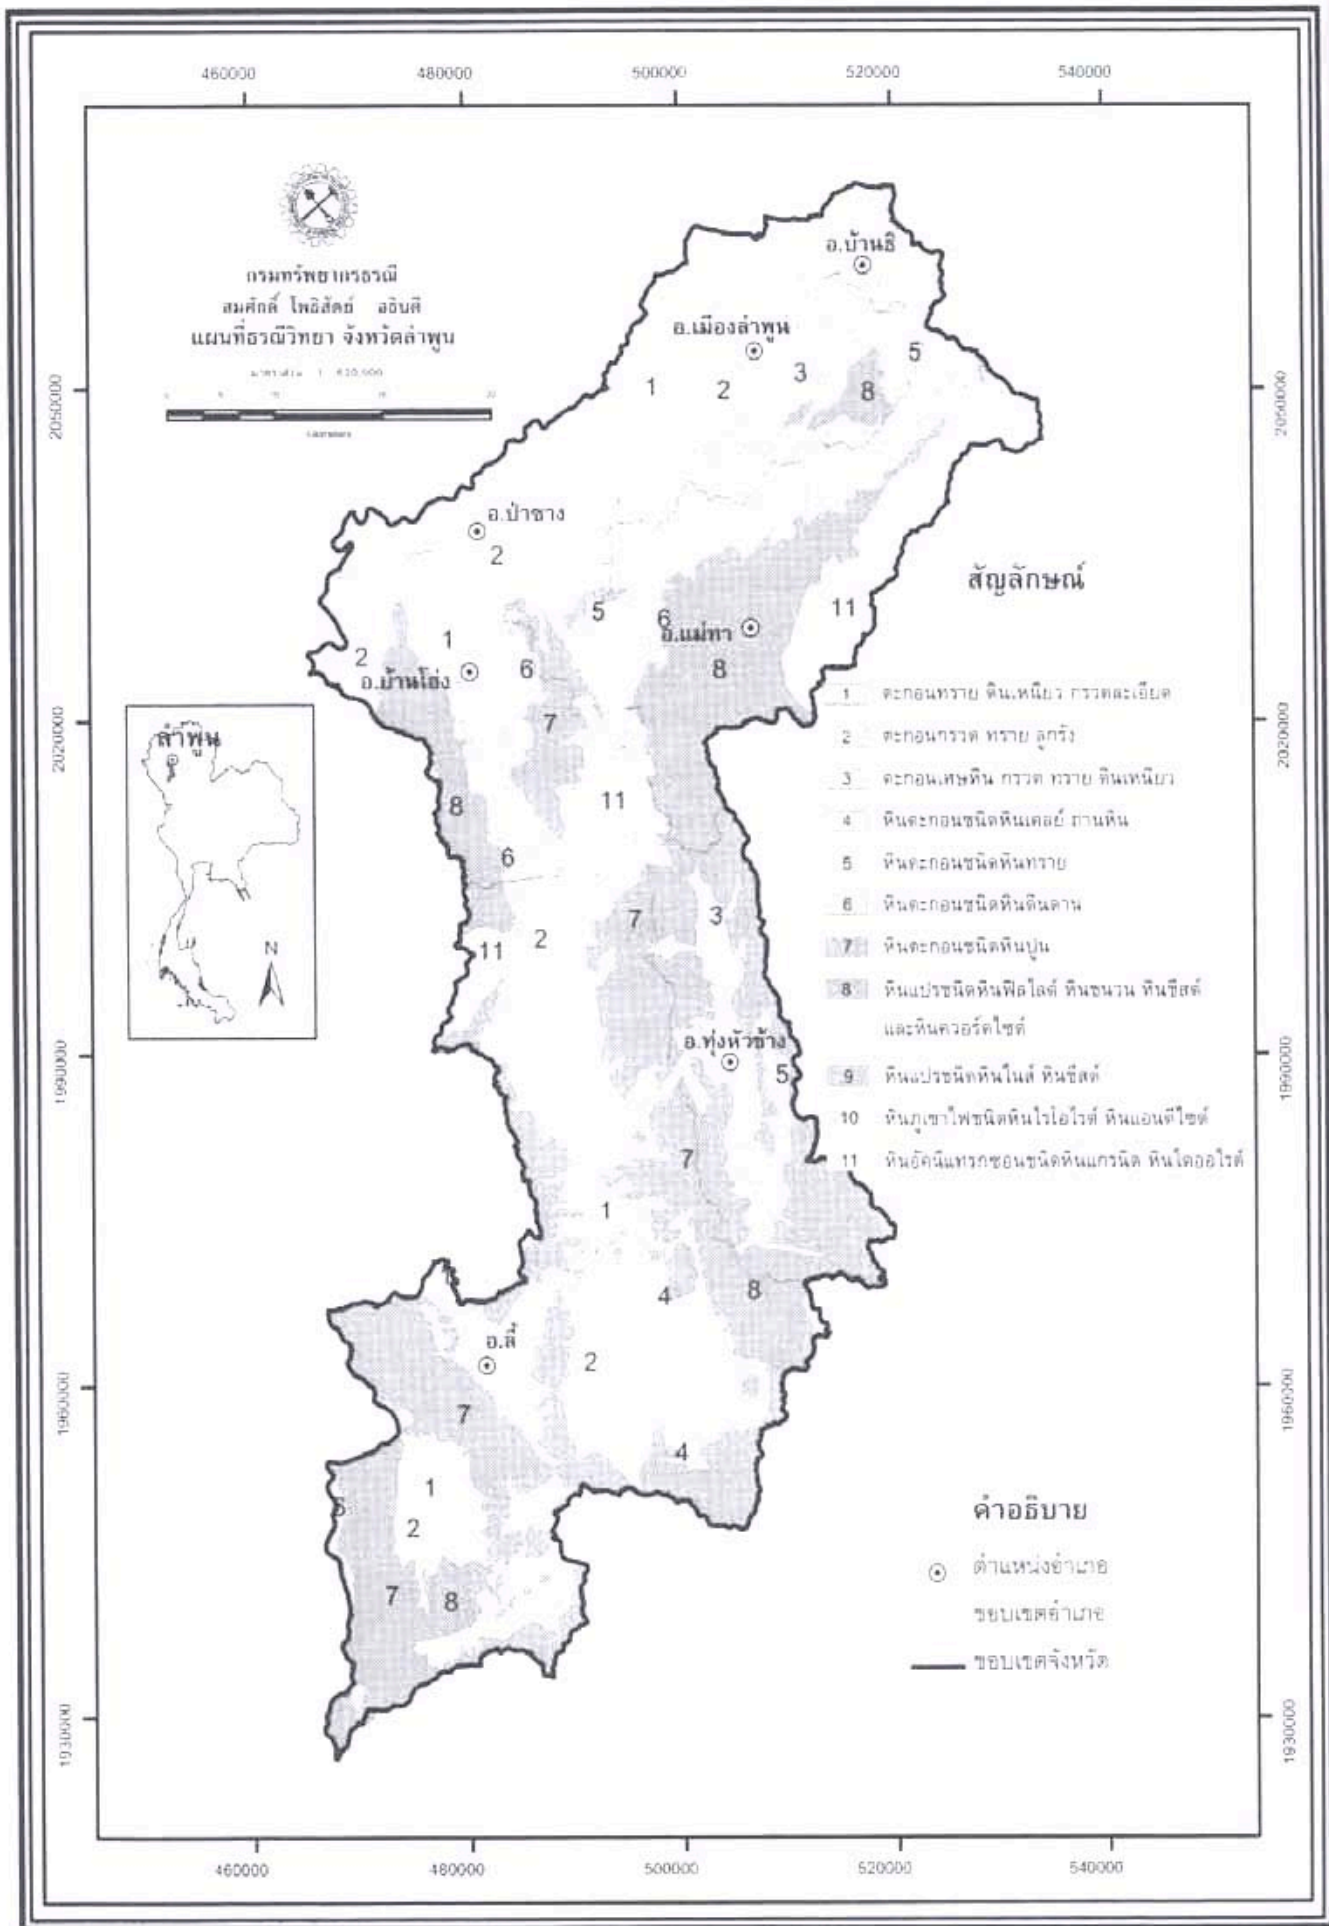 460000 480000 500000 520000 540000
กรมทรัพยากรธรณี
สมศักดิ์ โพธิสัตย์ อธิบดี
แผนที่ธรณีวิทยา จังหวัดลำพูน
มาตราส่วน 1 :
อ.บ้านธิ
อ.เมืองลำพูน
5
1 2 3 8
2050000 2050000
อ.ป่าซาง
2
สัญลักษณ์
5 6 11
อ.แม่ทา
1
2 6 8
อ.บ้านโฮ่ง
1 ตะกอนทราย ดินเหนียว กรวดละเอียด
7
2020000 2020000
ลำพูน
2 ตะกอนกรวด ทราย ลูกรัง
3 ตะกอนเศษหิน กรวด ทราย ดินเหนียว
8 11
4 หินตะกอนชนิดหินเคลย์ ถ่านหิน
6
5 หินตะกอนชนิดหินทราย
6 หินตะกอนชนิดหินดินดาน
7 3
2
11
N
7 หินตะกอนชนิดหินปูน
8 หินแปรชนิดหินฟิลไลต์ หินชนวน หินชีสต์
และหินควอร์ตไซต์
อ.ทุ่งหัวช้าง
1990000 1990000
5
9 หินแปรชนิดหินไนส์ หินชีสต์
10 หินภูเขาไฟชนิดหินไรโอไรต์ หินแอนดีไซต์
7
11 หินอัคนีแทรกซอนชนิดหินแกรนิต หินไดออไรต์
1
4 8
อ.ลี้
2
1960000 1960000
7
4
1
คำอธิบาย
2
ตำแหน่งอำเภอ
7 8
ขอบเขตอำเภอ
ขอบเขตจังหวัด
1930000 1930000
460000 480000 500000 520000 540000